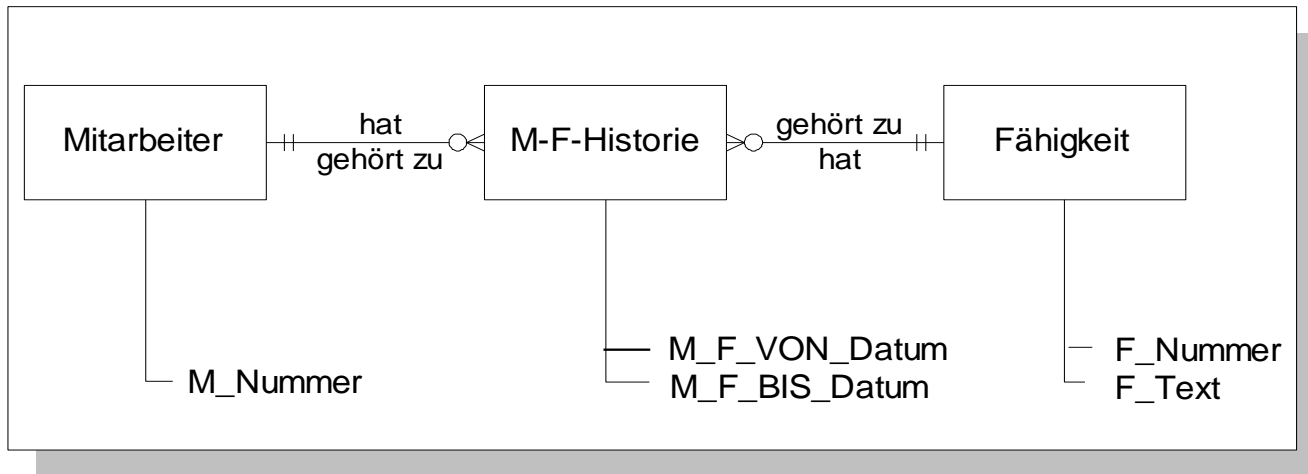 Mitarbeiter
hat
gehört zu
M-F-Historie
gehört zu
hat
Fähigkeit
M_Nummer
M_F_VON_Datum
M_F_BIS_Datum
F_Nummer
F_Text